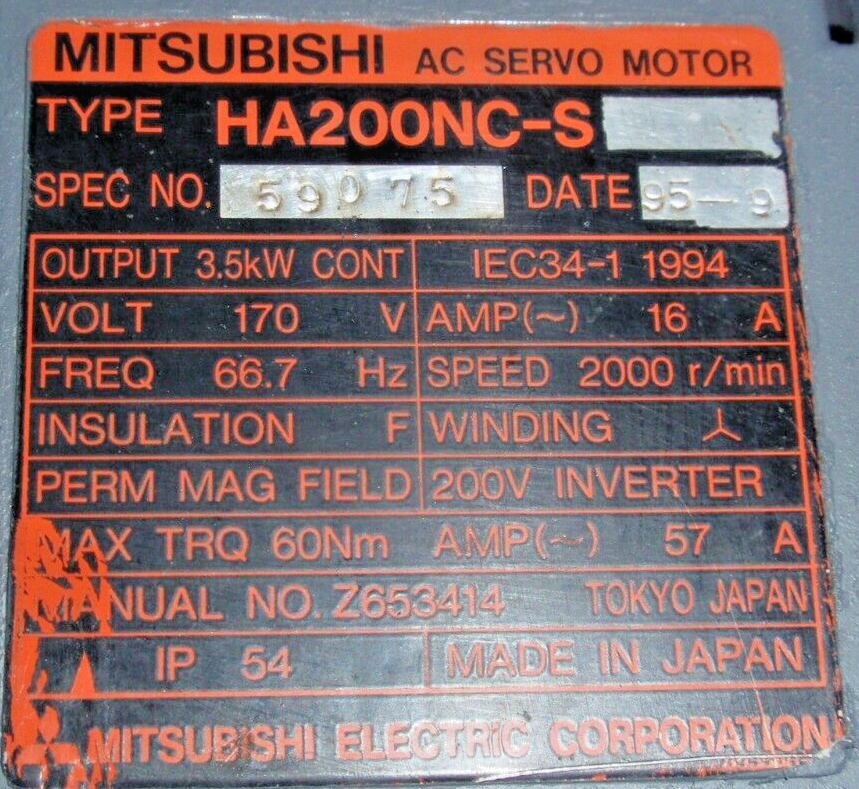 MITSUBISHI AC SERVO MOTOR
TYPE HA200NC-S
SPEC NO. 59075 DATE 95-9
OUTPUT 3.5kW CONT IEC34-1 1994
VOLT 170 V AMP(~) 16 A
FREQ 66.7 Hz SPEED 2000 r/min
INSULATION F WINDING
PERM MAG FIELD 200V INVERTER
MAX TRQ 60Nm AMP(~) 57 A
MANUAL NO. Z653414 TOKYO JAPAN
IP 54 MADE IN JAPAN
MITSUBISHI ELECTRIC CORPORATION